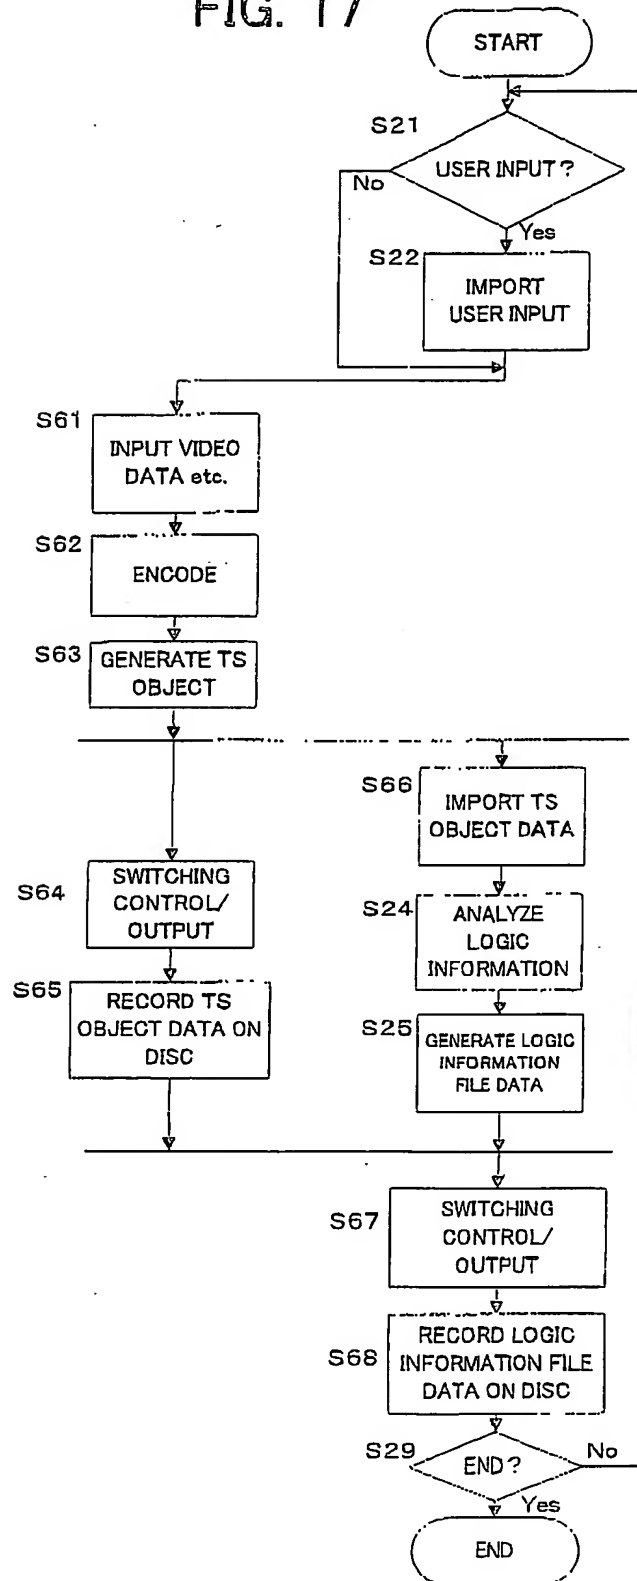 FIG. 17
START
S21
USER INPUT?
No
Yes
S22
IMPORT
USER INPUT
S61
INPUT VIDEO
DATA etc.
S62
ENCODE
S63
GENERATE TS
OBJECT
S66
IMPORT TS
OBJECT DATA
S64
SWITCHING
CONTROL/
OUTPUT
S24
ANALYZE
LOGIC
INFORMATION
S65
RECORD TS
OBJECT DATA ON
DISC
S25
GENERATE LOGIC
INFORMATION
FILE DATA
S67
SWITCHING
CONTROL/
OUTPUT
S68
RECORD LOGIC
INFORMATION FILE
DATA ON DISC
S29
END?
No
Yes
END